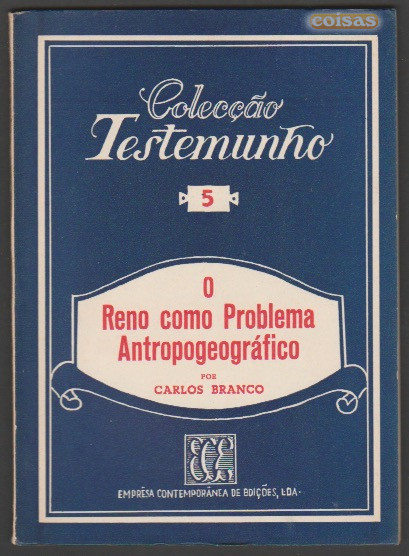 coisas
Colecção
Testemunho
5
O
Reno como Problema
Antropogeográfico
POR
CARLOS BRANCO
ECE
EMPRÊSA CONTEMPORÂNEA DE EDIÇÕES, LDA.